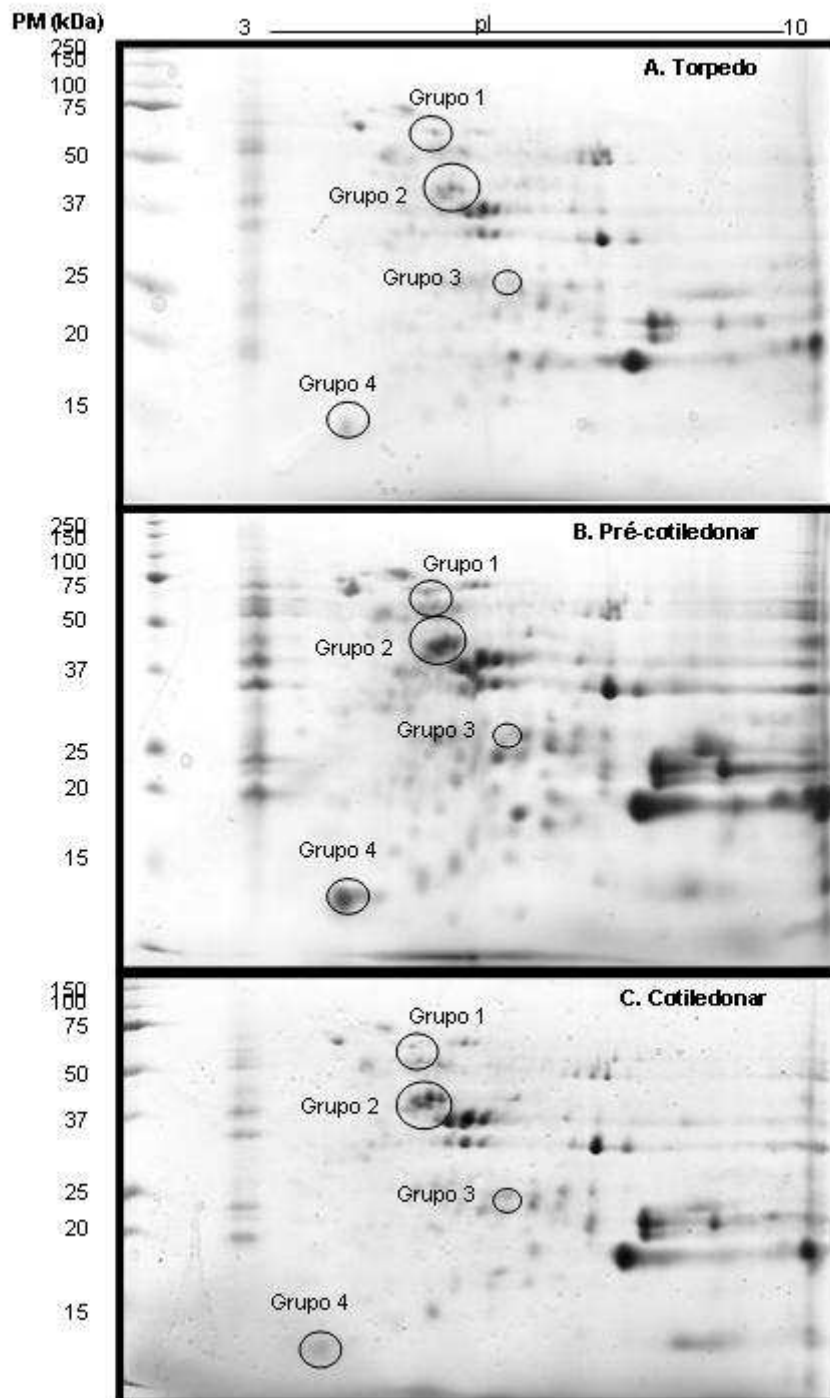 PM (kDa)
3 pI 10
A. Torpedo
250
150
100
75
50
37
25
20
15
Grupo 1
Grupo 2
Grupo 3
Grupo 4
B. Pré-cotiledonar
250
150
100
75
50
37
25
20
15
Grupo 1
Grupo 2
Grupo 3
Grupo 4
C. Cotiledonar
150
100
75
50
37
25
20
15
Grupo 1
Grupo 2
Grupo 3
Grupo 4